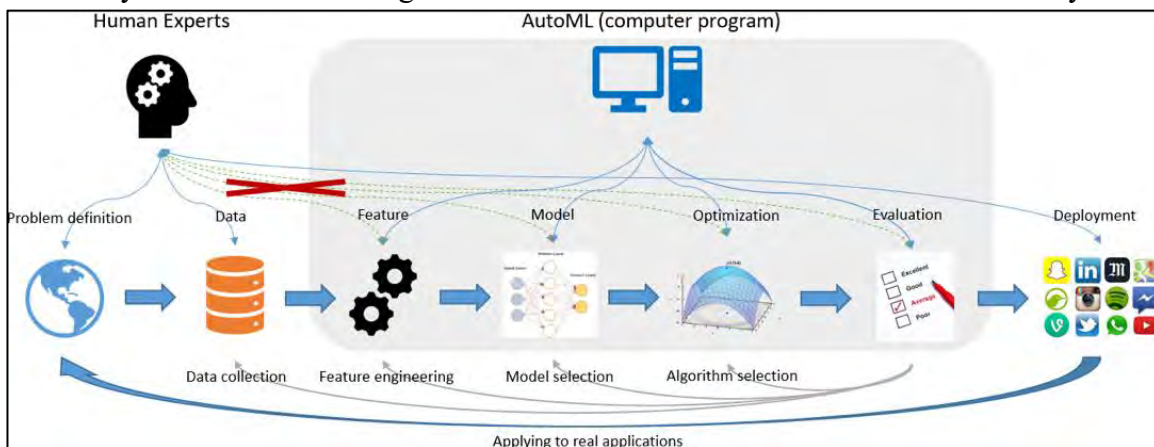 Human Experts
AutoML (computer program)
Problem definition
Data
Feature
Model
Optimization
Evaluation
Deployment
Excellent
Good
Average
Poor
Data collection
Feature engineering
Model selection
Algorithm selection
Applying to real applications